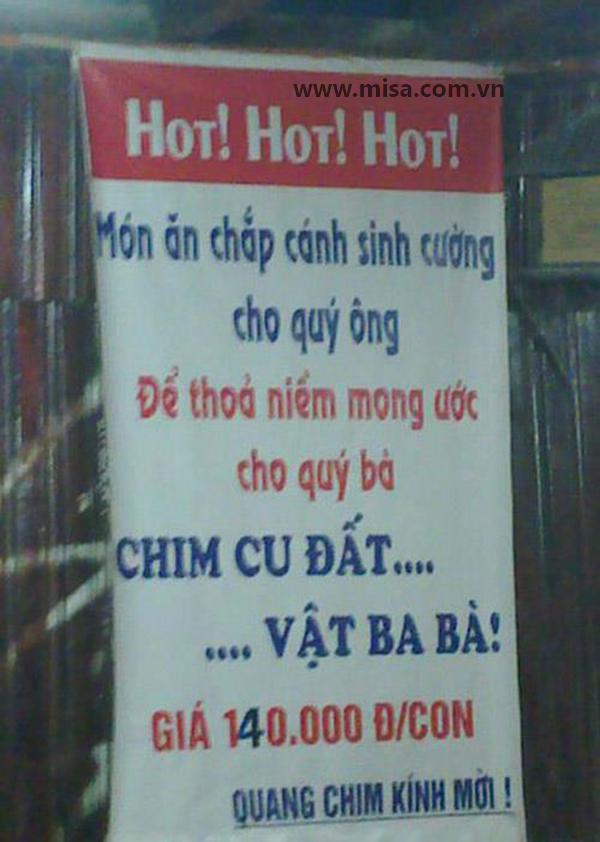 www.misa.com.vn
HOT! HOT! HOT!
Món ăn chắp cánh sinh cường
cho quý ông
Để thoả niềm mong ước
cho quý bà
CHIM CU ĐẤT....
.... VẬT BA BÀ!
GIÁ 140.000 Đ/CON
QUANG CHIM KÍNH MỜI !